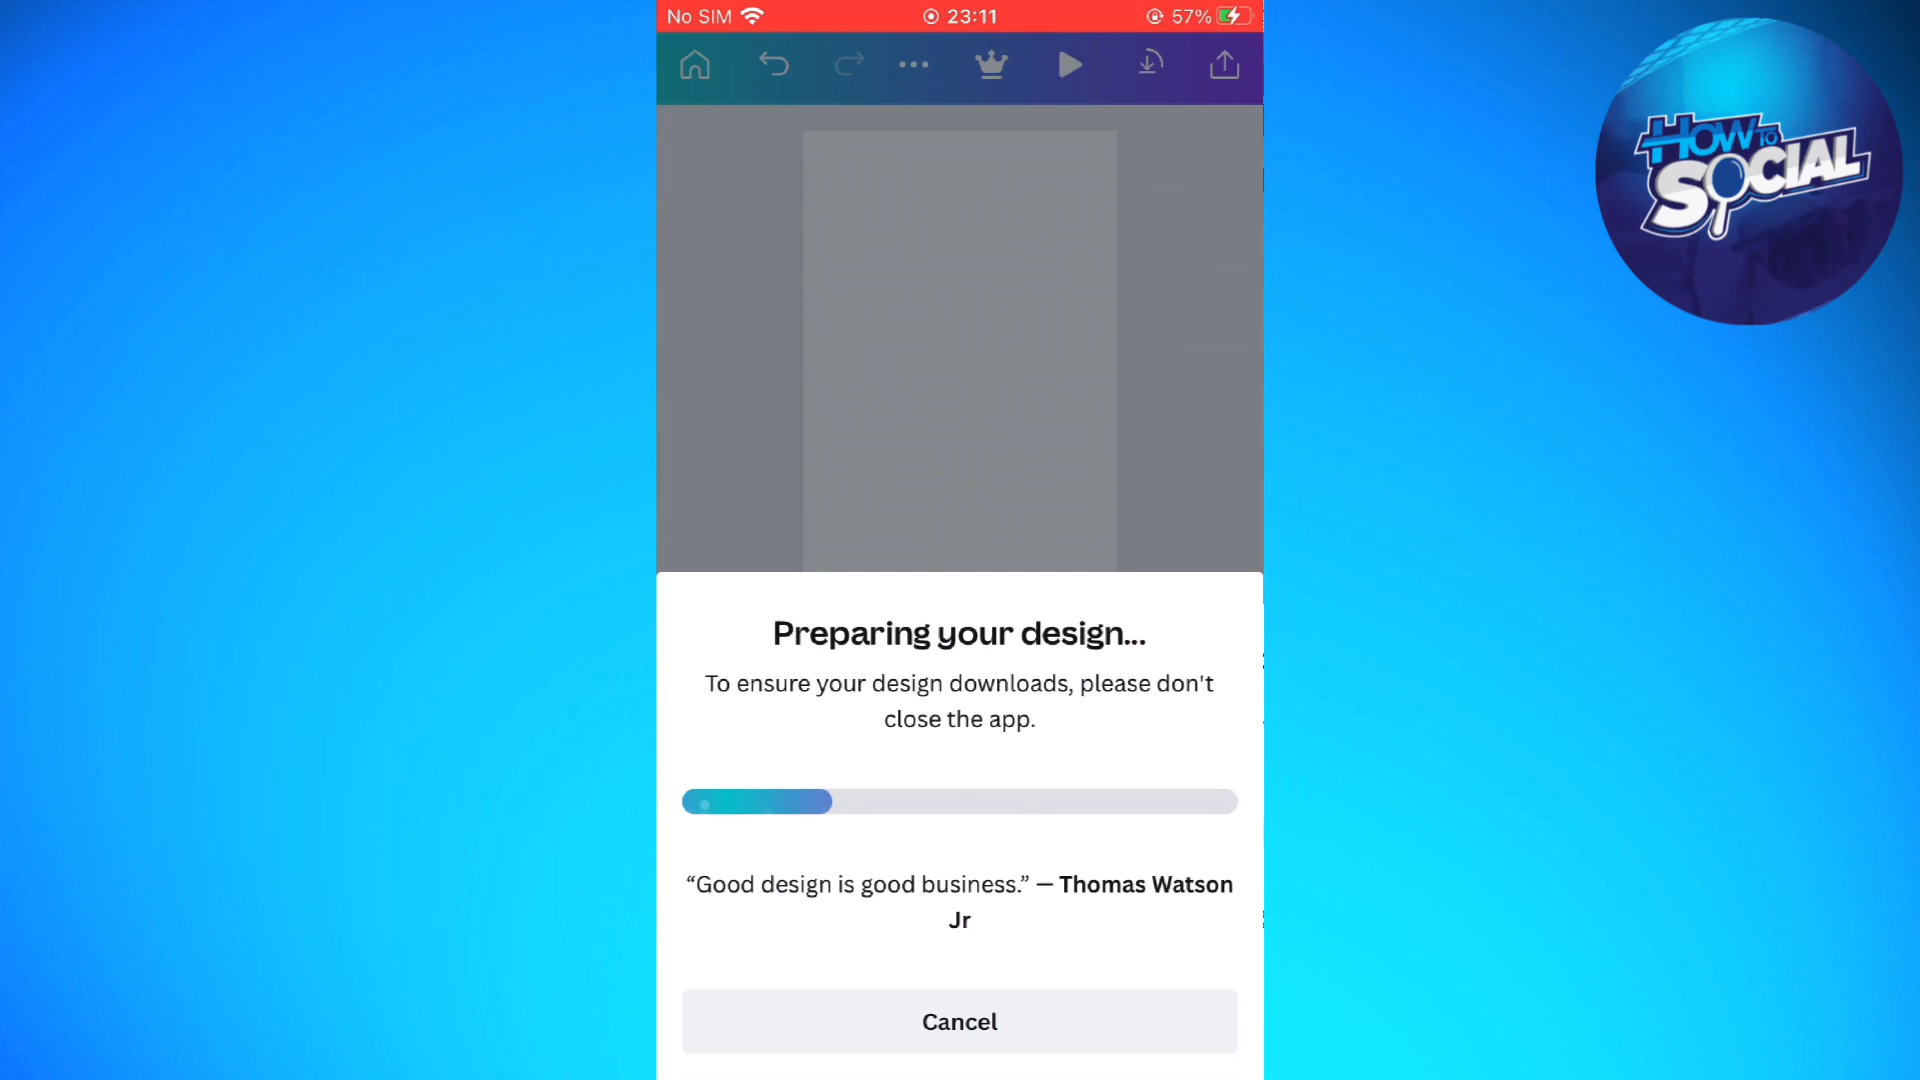 No SIM 23:11 57%
HOW TO
SOCIAL
Preparing your design...
To ensure your design downloads, please don't
close the app.
“Good design is good business.” — Thomas Watson
Jr
Cancel